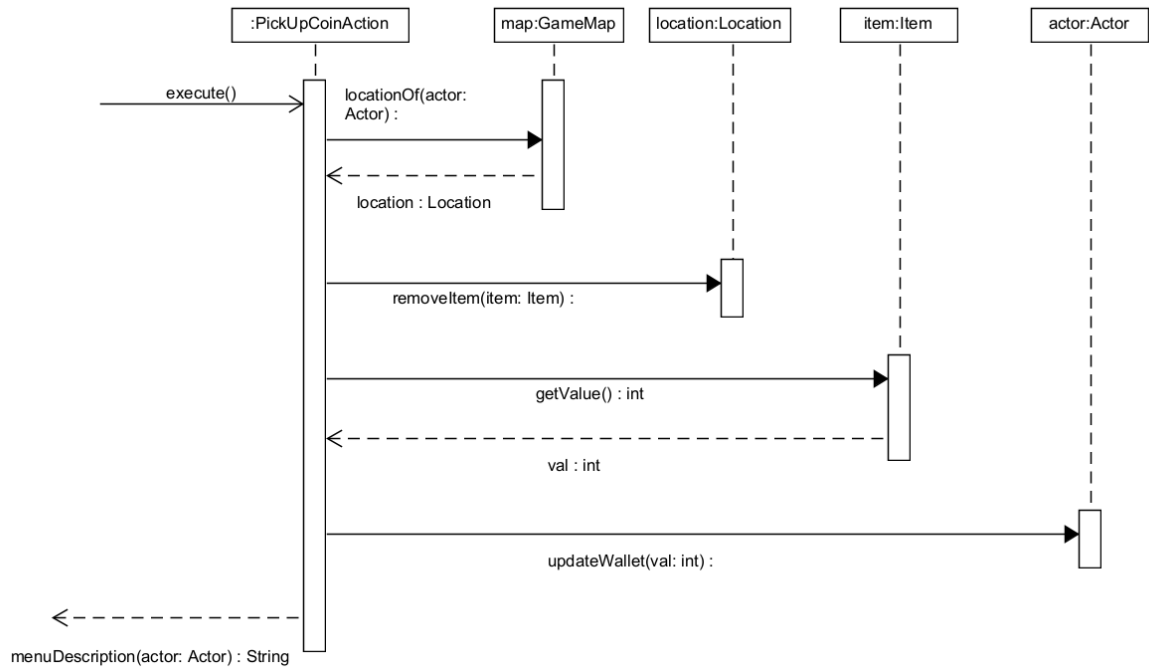 :PickUpCoinAction
map:GameMap
location:Location
item:Item
actor:Actor
execute()
locationOf(actor:
Actor) :
location : Location
removeItem(item: Item) :
getValue() : int
val : int
updateWallet(val: int) :
menuDescription(actor: Actor) : String